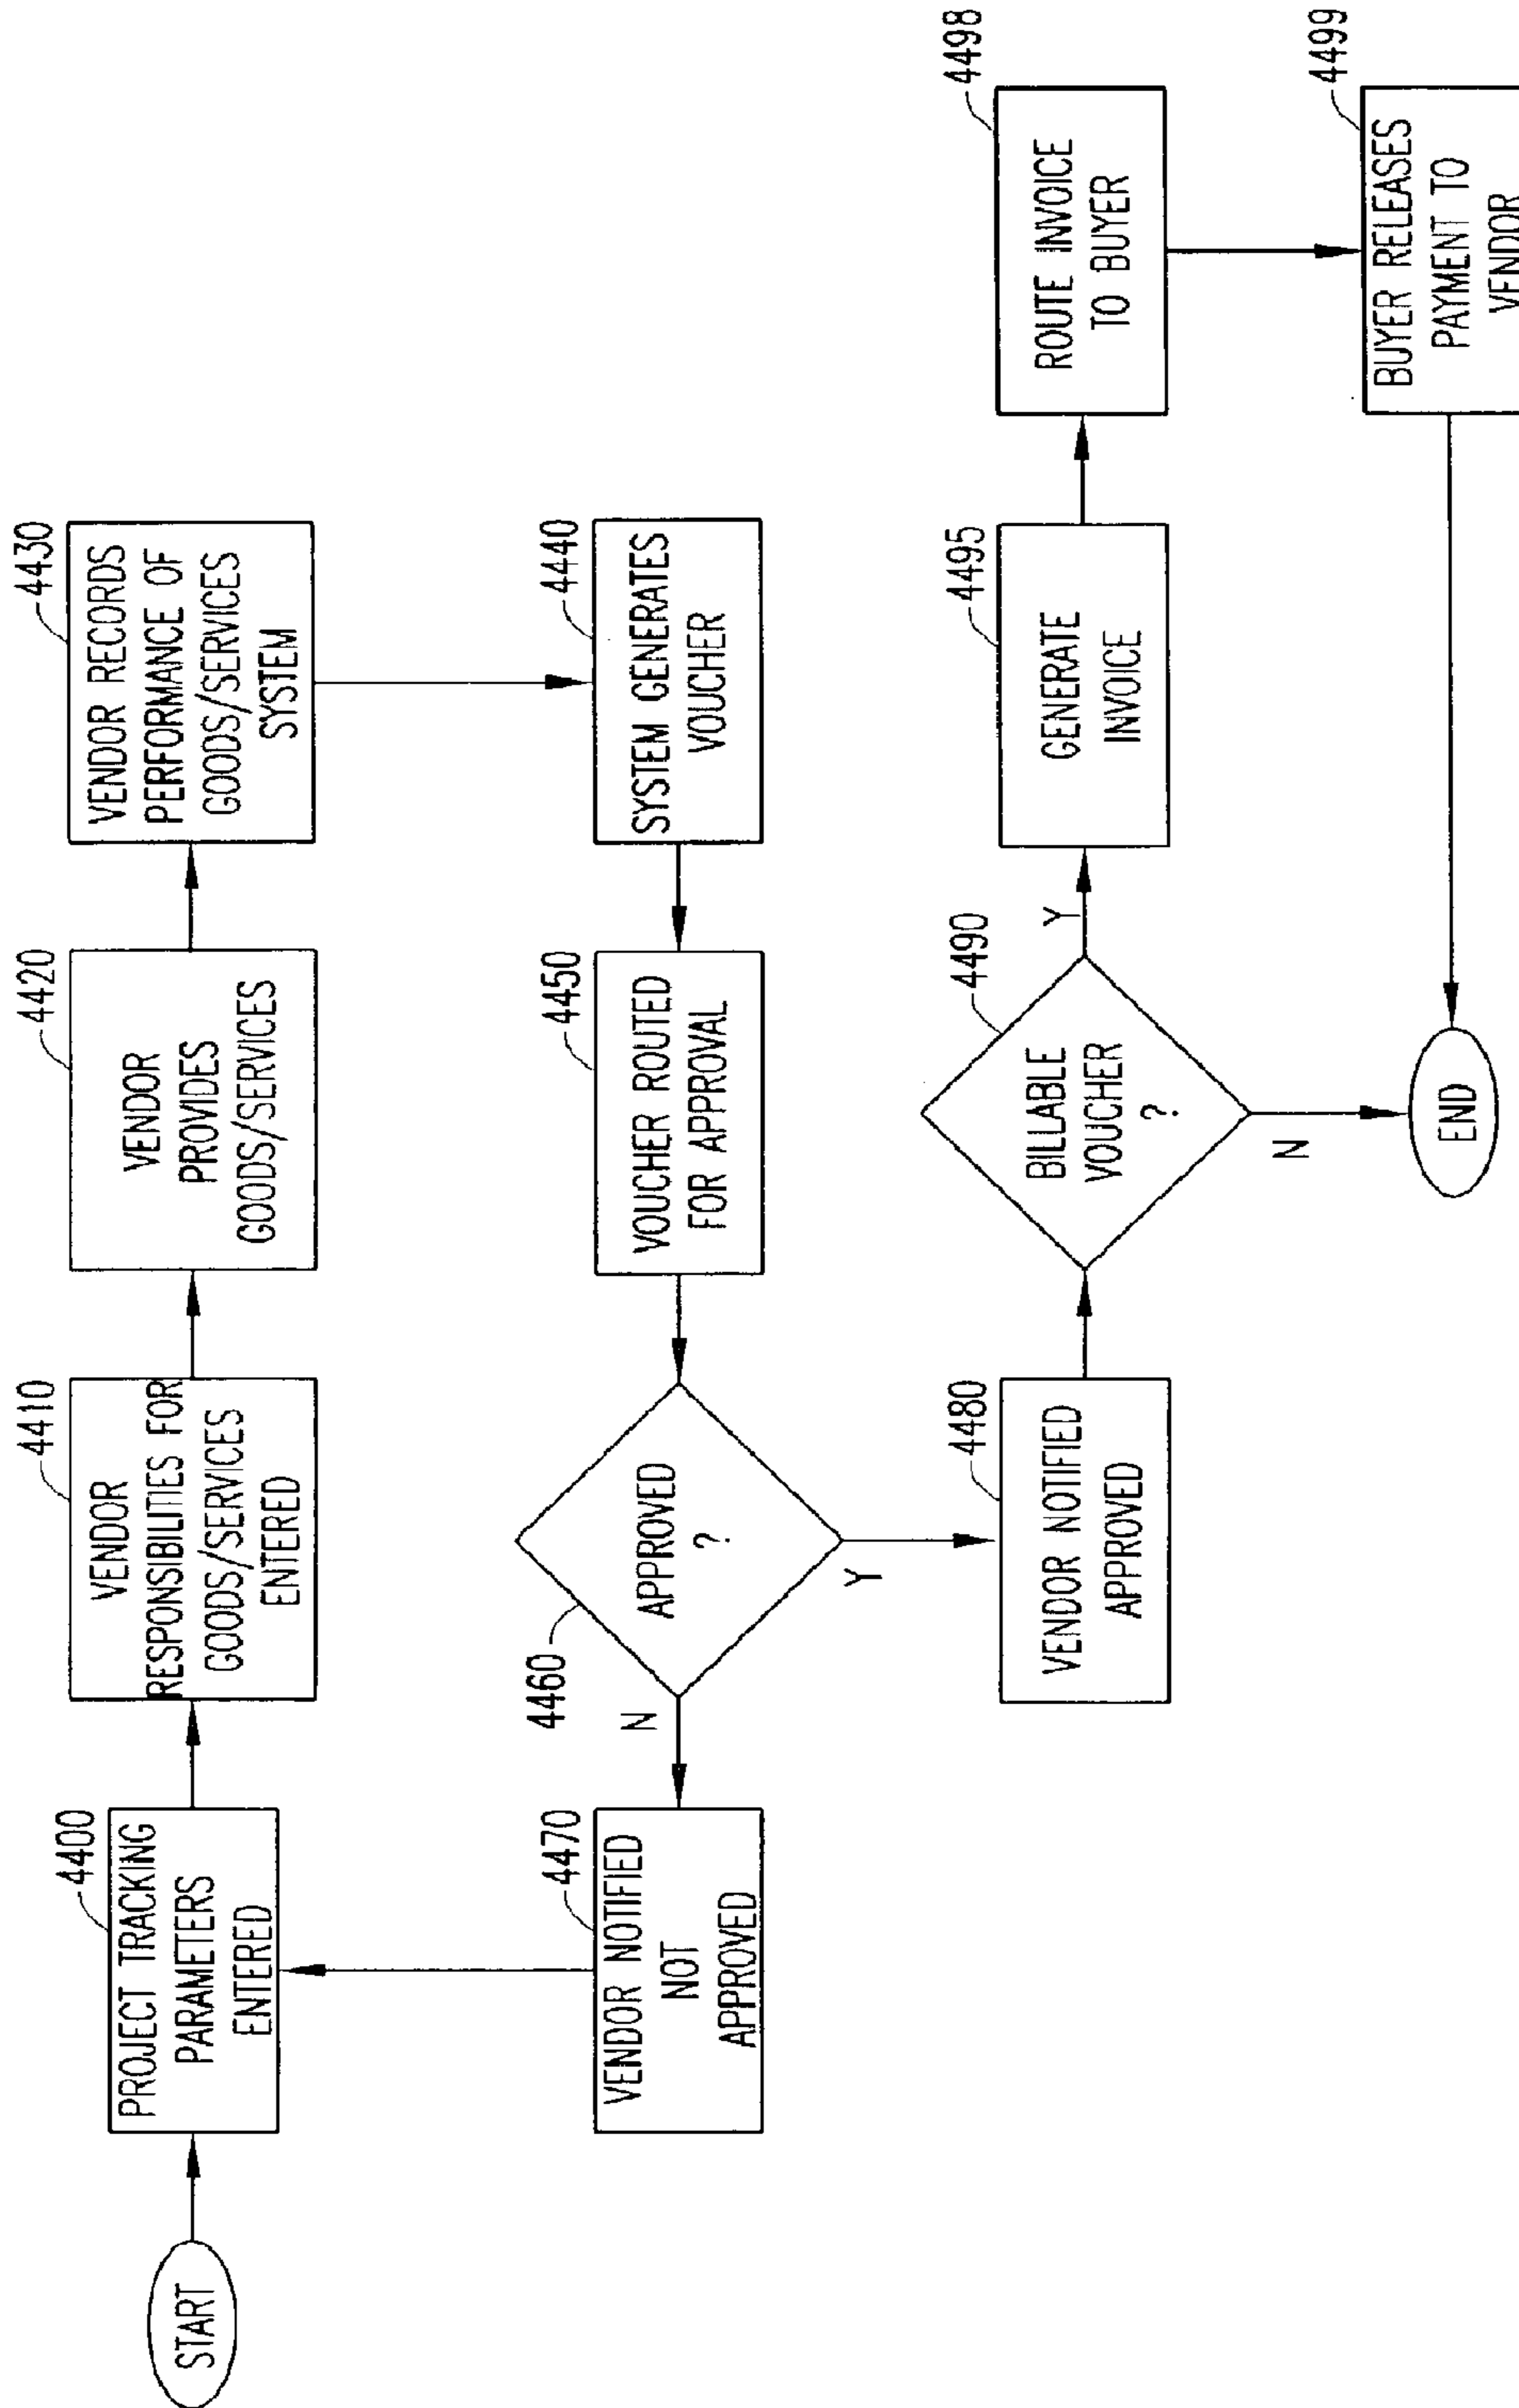 START
4400
PROJECT TRACKING
PARAMETERS
ENTERED
4410
VENDOR
RESPONSIBILITIES FOR
GOODS/SERVICES
ENTERED
4420
VENDOR
PROVIDES
GOODS/SERVICES
4430
VENDOR RECORDS
PERFORMANCE OF
GOODS/SERVICES
SYSTEM
4440
SYSTEM GENERATES
VOUCHER
4450
VOUCHER ROUTED
FOR APPROVAL
4460
APPROVED
?
N
Y
4470
VENDOR NOTIFIED
NOT
APPROVED
4480
VENDOR NOTIFIED
APPROVED
4490
BILLABLE
VOUCHER
?
Y
N
4495
GENERATE
INVOICE
4498
ROUTE INVOICE
TO BUYER
4499
BUYER RELEASES
PAYMENT TO
VENDOR
END